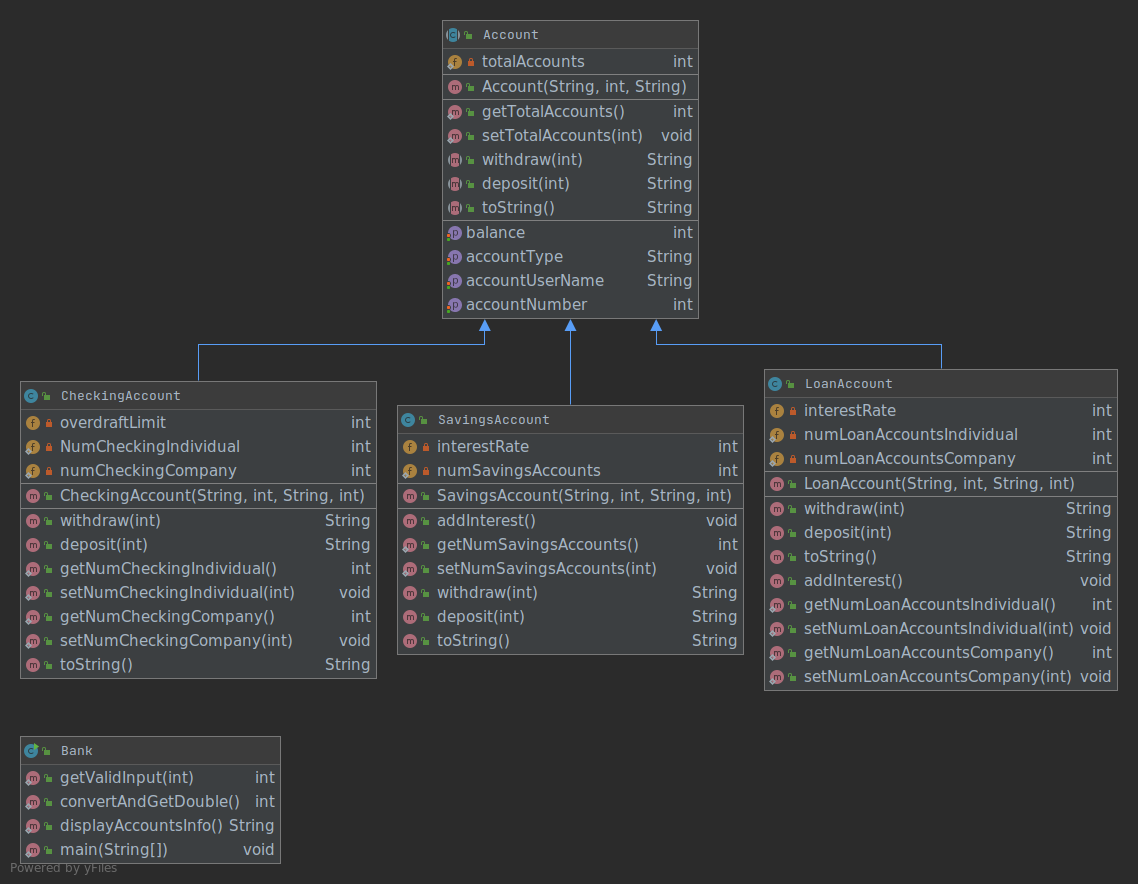 Account
totalAccounts int
Account(String, int, String)
getTotalAccounts() int
setTotalAccounts(int) void
withdraw(int) String
deposit(int) String
toString() String
balance int
accountType String
accountUserName String
accountNumber int
CheckingAccount
overdraftLimit int
NumCheckingIndividual int
numCheckingCompany int
CheckingAccount(String, int, String, int)
withdraw(int) String
deposit(int) String
getNumCheckingIndividual() int
setNumCheckingIndividual(int) void
getNumCheckingCompany() int
setNumCheckingCompany(int) void
toString() String
SavingsAccount
interestRate int
numSavingsAccounts int
SavingsAccount(String, int, String, int)
addInterest() void
getNumSavingsAccounts() int
setNumSavingsAccounts(int) void
withdraw(int) String
deposit(int) String
toString() String
LoanAccount
interestRate int
numLoanAccountsIndividual int
numLoanAccountsCompany int
LoanAccount(String, int, String, int)
withdraw(int) String
deposit(int) String
toString() String
addInterest() void
getNumLoanAccountsIndividual() int
setNumLoanAccountsIndividual(int) void
getNumLoanAccountsCompany() int
setNumLoanAccountsCompany(int) void
Bank
getValidInput(int) int
convertAndGetDouble() int
displayAccountsInfo() String
main(String[]) void
Powered by yFiles